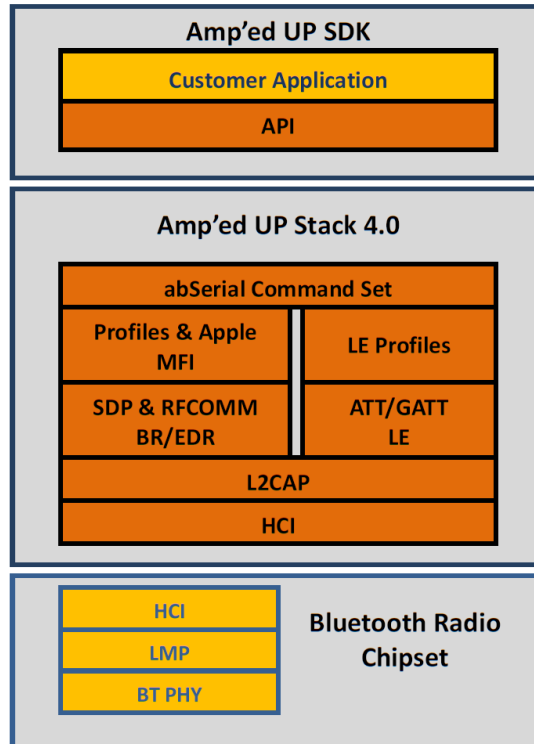 Amp’ed UP SDK
Customer Application
API
Amp’ed UP Stack 4.0
abSerial Command Set
Profiles & Apple
MFI
LE Profiles
SDP & RFCOMM
BR/EDR
ATT/GATT
LE
L2CAP
HCI
HCI
LMP
BT PHY
Bluetooth Radio
Chipset